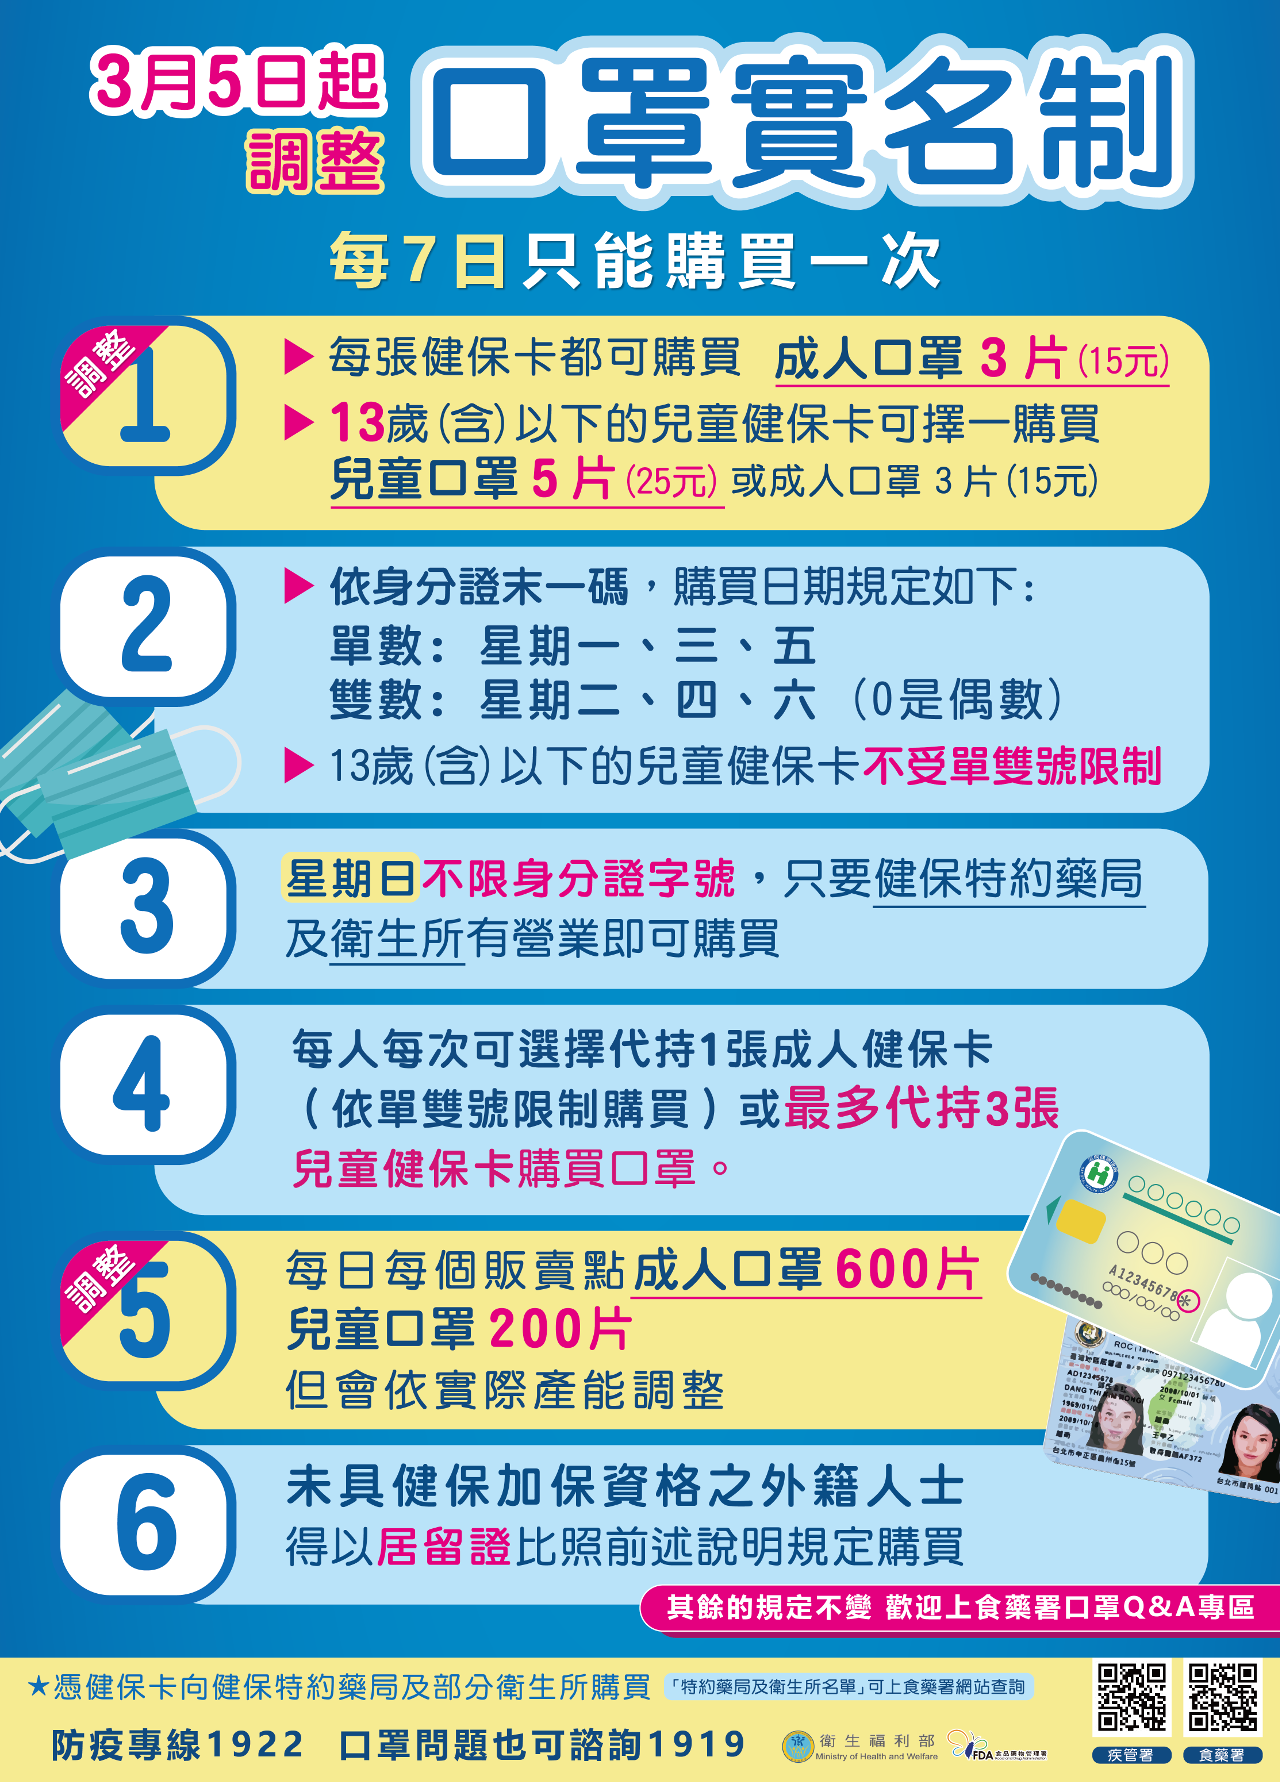 3月5日起
調整
口罩實名制
每7日只能購買一次
調整
1
▶每張健保卡都可購買 成人口罩 3 片(15元)
▶13歲(含)以下的兒童健保卡可擇一購買
兒童口罩 5 片(25元) 或成人口罩 3 片(15元)
2
▶依身分證末一碼，購買日期規定如下:
單數: 星期一、三、五
雙數: 星期二、四、六 (0是偶數)
▶13歲(含)以下的兒童健保卡不受單雙號限制
3
星期日不限身分證字號，只要健保特約藥局
及衛生所有營業即可購買
4
每人每次可選擇代持1張成人健保卡
（依單雙號限制購買）或最多代持3張
兒童健保卡購買口罩。
調整
5
每日每個販賣點成人口罩 600片
兒童口罩 200片
但會依實際產能調整
6
未具健保加保資格之外籍人士
得以居留證比照前述說明規定購買
A12345678*
097123456780
AD12345678
2000/10/01
女 Female
其餘的規定不變 歡迎上食藥署口罩Q&A專區
★憑健保卡向健保特約藥局及部分衛生所購買 「特約藥局及衛生所名單」可上食藥署網站查詢
防疫專線1922 口罩問題也可諮詢1919
衛生福利部
Ministry of Health and Welfare
FDA 食品藥物管理署
疾管署
食藥署